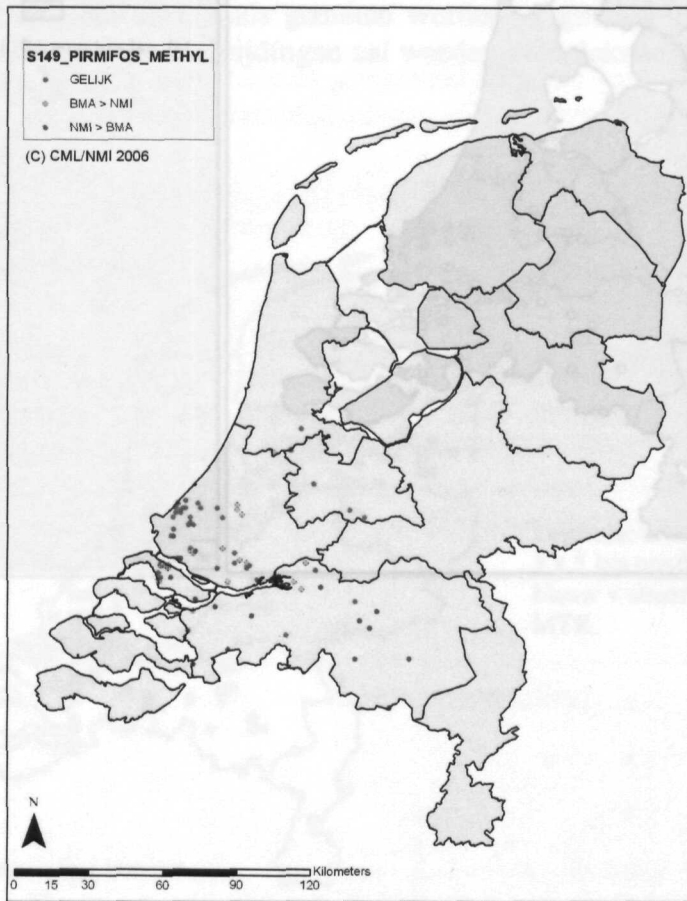 S149_PIRMIFOS_METHYL
GELIJK
BMA > NMI
NMI > BMA
(C) CML/NMI 2006
N
Kilometers
0 15 30 60 90 120